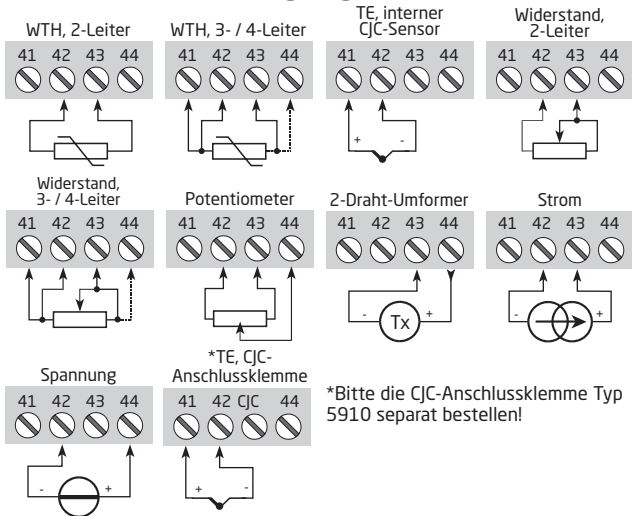 WTH, 2-Leiter
41 42 43 44
WTH, 3- / 4-Leiter
41 42 43 44
TE, interner
CJC-Sensor
41 42 43 44
+ -
Widerstand,
2-Leiter
41 42 43 44
Widerstand,
3- / 4-Leiter
41 42 43 44
Potentiometer
41 42 43 44
2-Draht-Umformer
41 42 43 44
- Tx +
Strom
41 42 43 44
- +
Spannung
41 42 43 44
- +
*TE, CJC-
Anschlussklemme
41 42 CJC 44
+ -
*Bitte die CJC-Anschlussklemme Typ
5910 separat bestellen!